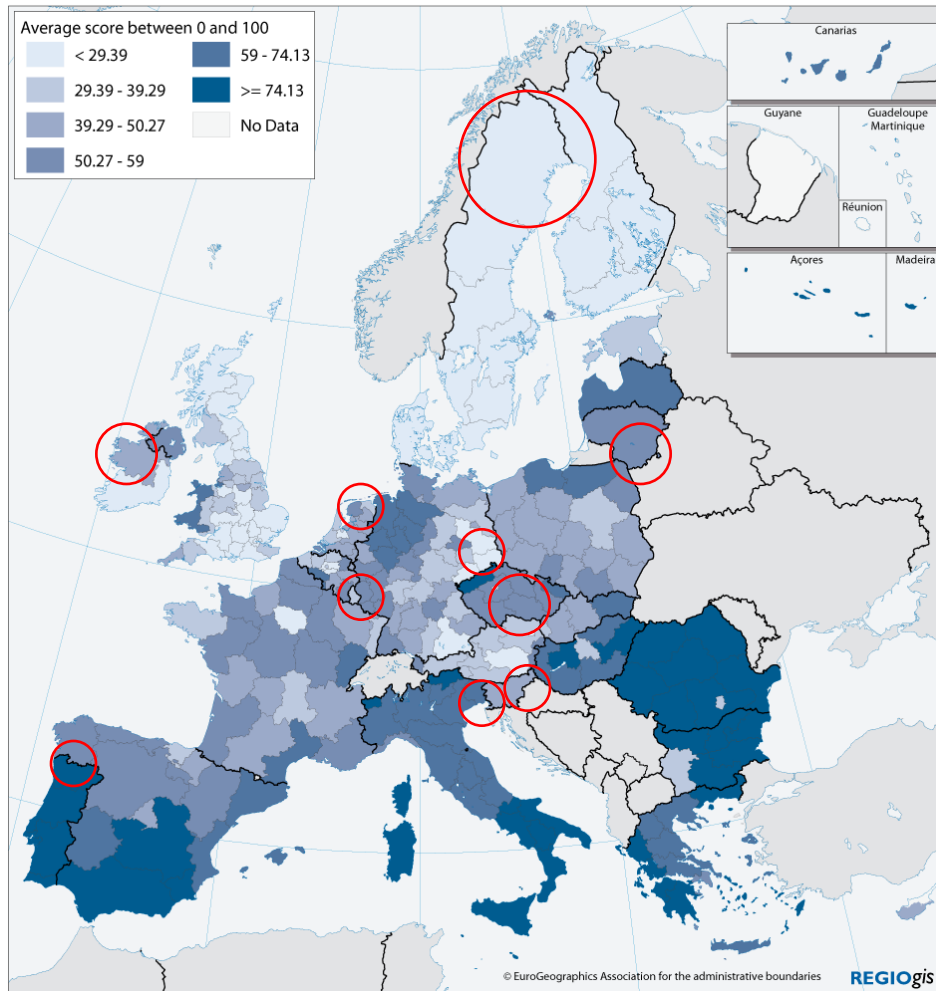 Average score between 0 and 100
< 29.39
29.39 - 39.29
39.29 - 50.27
50.27 - 59
59 - 74.13
>= 74.13
No Data
Canarias
Guyane
Guadeloupe
Martinique
Réunion
Açores
Madeira
© EuroGeographics Association for the administrative boundaries
REGIOgis